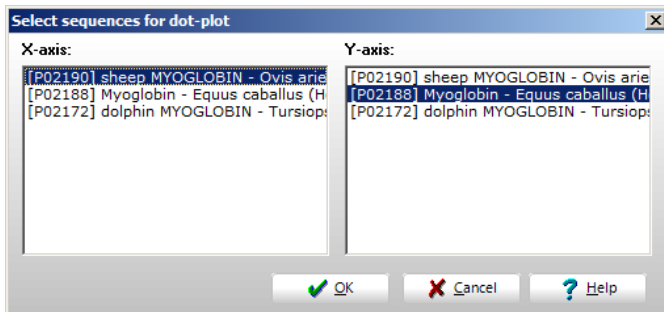 Select sequences for dot-plot
X-axis:
[P02190] sheep MYOGLOBIN - Ovis arie
[P02188] Myoglobin - Equus caballus (H
[P02172] dolphin MYOGLOBIN - Tursiops
Y-axis:
[P02190] sheep MYOGLOBIN - Ovis arie
[P02188] Myoglobin - Equus caballus (H
[P02172] dolphin MYOGLOBIN - Tursiops
OK
Cancel
Help